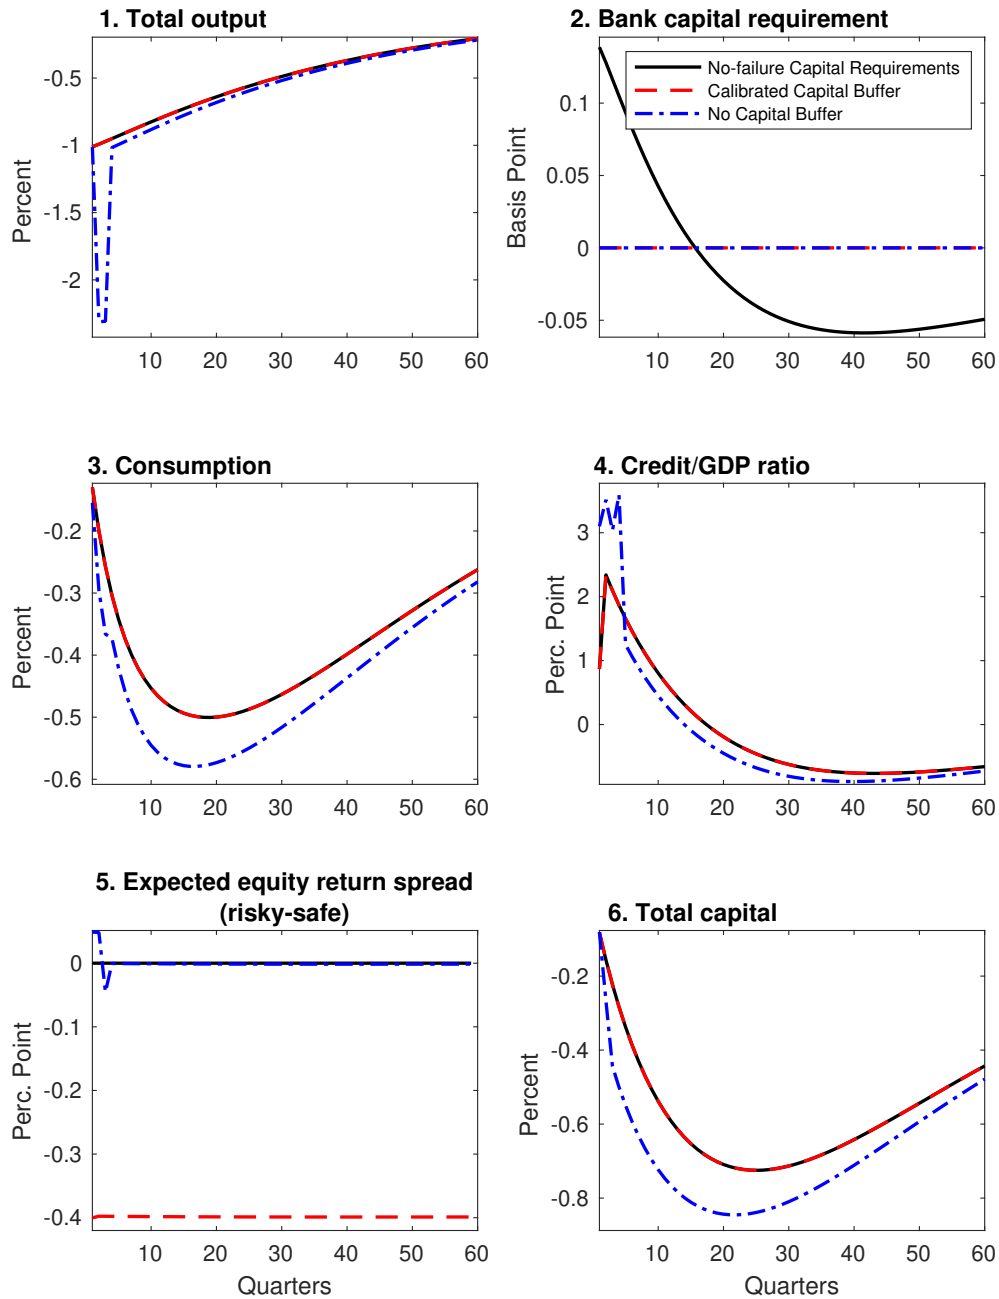 1. Total output
-0.5
-1
-1.5
-2
Percent
10 20 30 40 50 60
2. Bank capital requirement
0.1
0.05
0
-0.05
Basis Point
No-failure Capital Requirements
Calibrated Capital Buffer
No Capital Buffer
10 20 30 40 50 60
3. Consumption
-0.2
-0.3
-0.4
-0.5
-0.6
Percent
10 20 30 40 50 60
4. Credit/GDP ratio
3
2
1
0
Perc. Point
10 20 30 40 50 60
5. Expected equity return spread
(risky-safe)
0
-0.1
-0.2
-0.3
-0.4
Perc. Point
10 20 30 40 50 60
Quarters
6. Total capital
-0.2
-0.4
-0.6
-0.8
Percent
10 20 30 40 50 60
Quarters